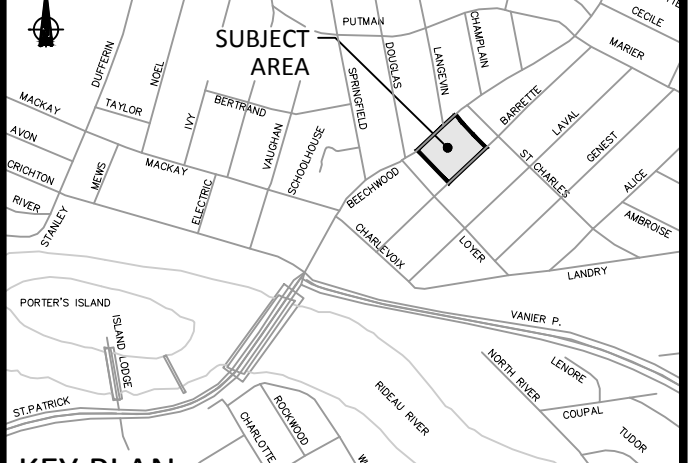 PUTMAN
CHAMPLAIN
CECILE
MARIER
SUBJECT
AREA
DUFFERIN
NOEL
DOUGLAS
LANGEVIN
SPRINGFIELD
MACKAY
TAYLOR
IVY
BERTRAND
BARRETTE
LAVAL
GENEST
AVON
VAUGHAN
SCHOOLHOUSE
CRICHTON
MEWS
MACKAY
ST. CHARLES
ALICE
RIVER
ELECTRIC
BEECHWOOD
STANLEY
AMBROISE
CHARLEVOIX
LOYER
LANDRY
PORTER'S ISLAND
ISLAND LODGE
VANIER P.
NORTH RIVER
LENORE
ST.PATRICK
RIDEAU RIVER
COUPAL
ROCKWOOD
CHARLOTTE
TUDOR
KEY PLAN